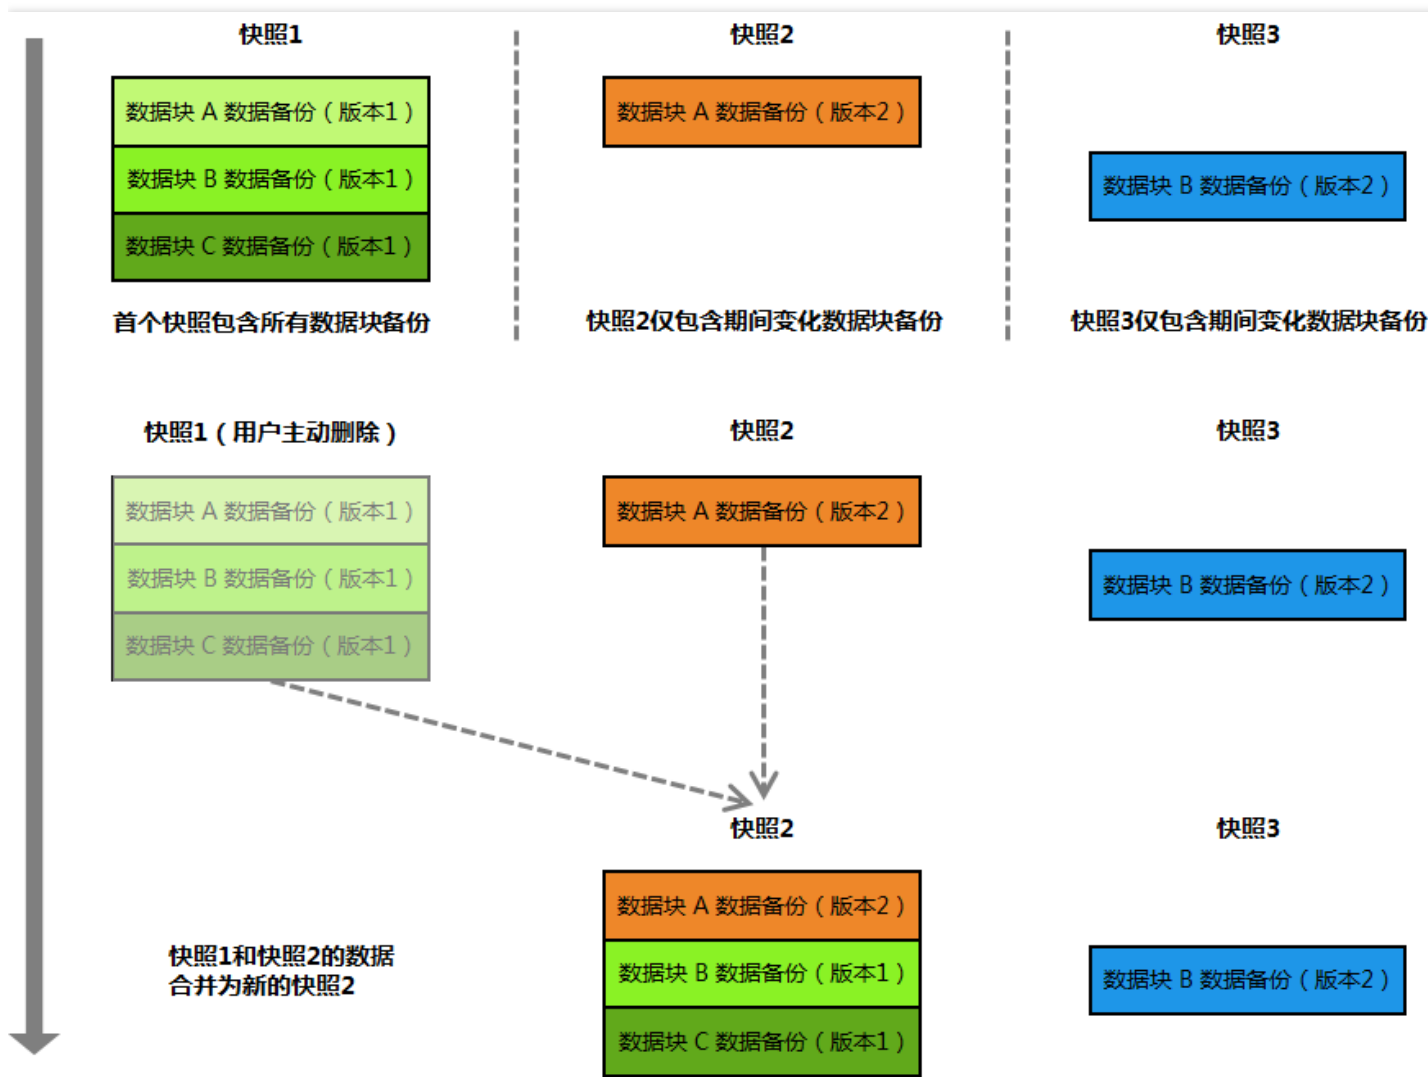 快照1
快照2
快照3
数据块 A 数据备份（版本1）
数据块 A 数据备份（版本2）
数据块 B 数据备份（版本1）
数据块 B 数据备份（版本2）
数据块 C 数据备份（版本1）
首个快照包含所有数据块备份
快照2仅包含期间变化数据块备份
快照3仅包含期间变化数据块备份
快照1（用户主动删除）
快照2
快照3
数据块 A 数据备份（版本1）
数据块 A 数据备份（版本2）
数据块 B 数据备份（版本1）
数据块 B 数据备份（版本2）
数据块 C 数据备份（版本1）
快照2
快照3
数据块 A 数据备份（版本2）
快照1和快照2的数据
合并为新的快照2
数据块 B 数据备份（版本1）
数据块 B 数据备份（版本2）
数据块 C 数据备份（版本1）